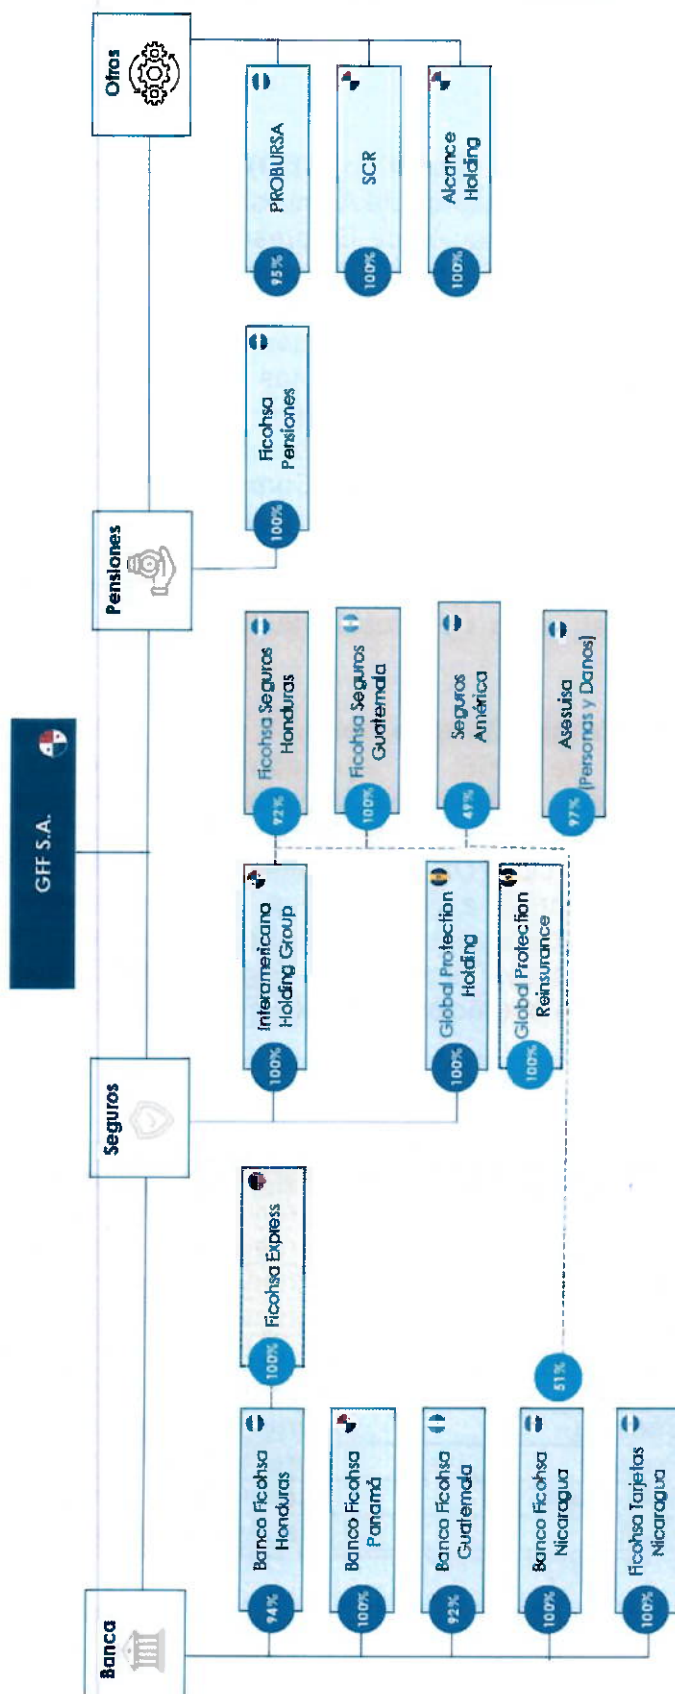 GFF S.A.
Banca
Seguros
Pensiones
Otros
94%
Banco Ficohsa
Honduras
100%
Ficohsa Express
100%
Banco Ficohsa
Panamá
92%
Banco Ficohsa
Guatemala
100%
Banco Ficohsa
Nicaragua
51%
100%
Ficohsa Tarjetas
Nicaragua
100%
Interamericana
Holding Group
100%
Global Protection
Holding
100%
Global Protection
Reinsurance
92%
Ficohsa Seguros
Honduras
100%
Ficohsa Seguros
Guatemala
49%
Seguros
América
97%
Asesuisa
(Personas y Danos)
100%
Ficohsa
Pensiones
95%
PROBURSA
100%
SCR
100%
Alcance
Holding